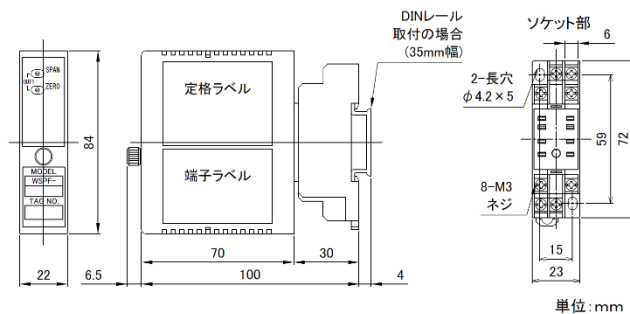 SPAN
OUT1
ZERO
MODEL
WSPF-
TAG NO.
22
84
定格ラベル
端子ラベル
6.5
70
30
100
4
DINレール
取付の場合
(35mm幅)
ソケット部
6
2-長穴
φ4.2×5
59
72
8-M3
ネジ
15
23
単位:mm